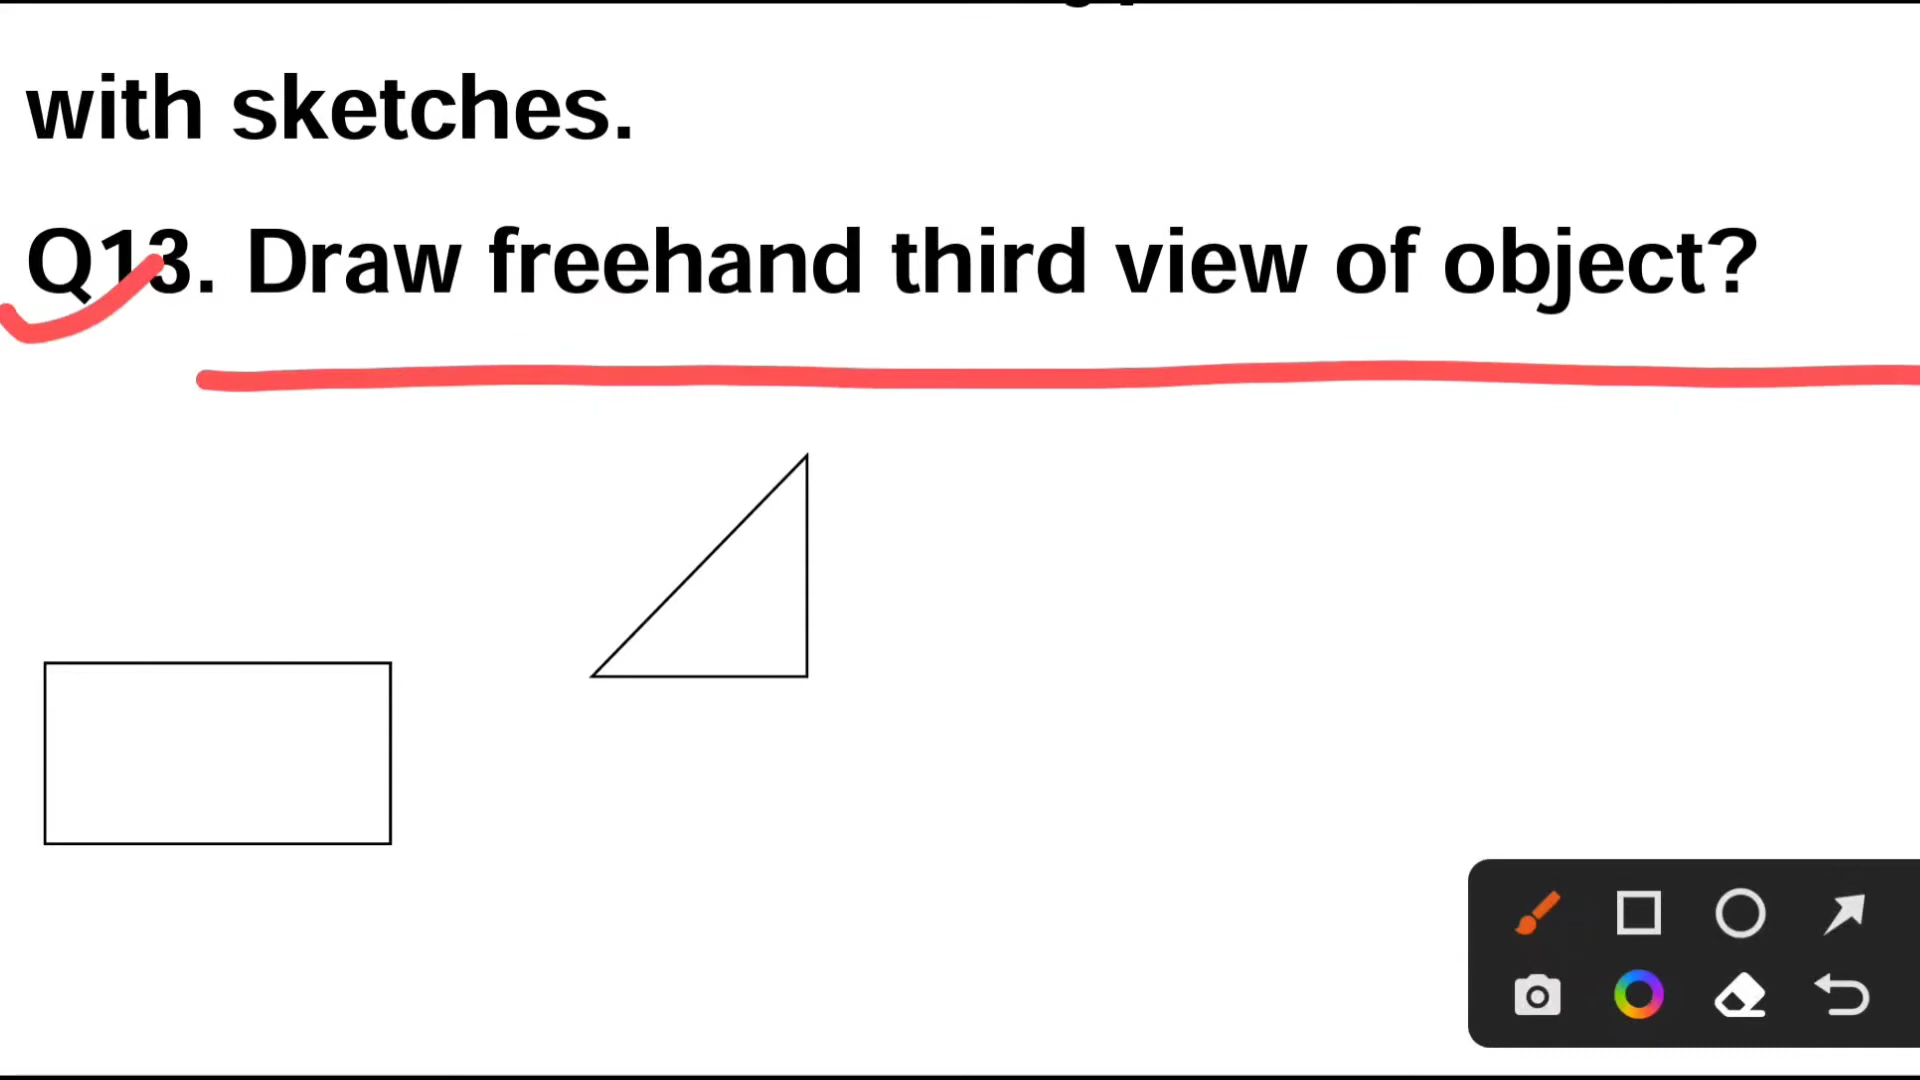 with sketches.
Q13. Draw freehand third view of object?